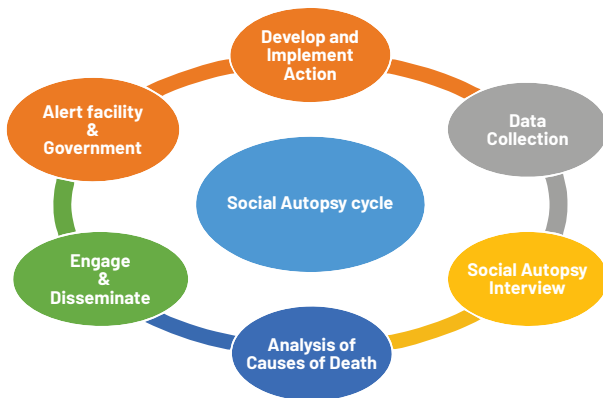 Develop and
Implement
Action
Alert facility
&
Government
Data
Collection
Social Autopsy cycle
Engage
&
Disseminate
Social Autopsy
Interview
Analysis of
Causes of Death